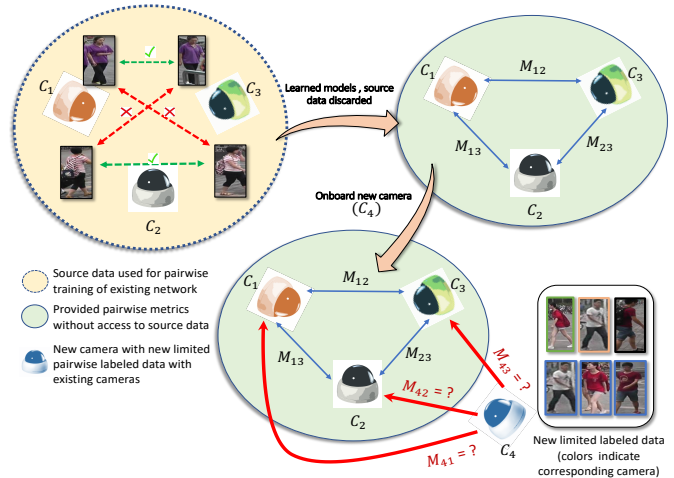 C₁
C₃
C₂
Learned models , source
data discarded
C₁
M₁₂
C₃
M₁₃
M₂₃
C₂
Onboard new camera
(C₄)
Source data used for pairwise
training of existing network
Provided pairwise metrics
without access to source data
New camera with new limited
pairwise labeled data with
existing cameras
C₁
M₁₂
C₃
M₁₃
M₂₃
C₂
M₄₃ = ?
M₄₂ = ?
M₄₁ = ?
C₄
New limited labeled data
(colors indicate
corresponding camera)